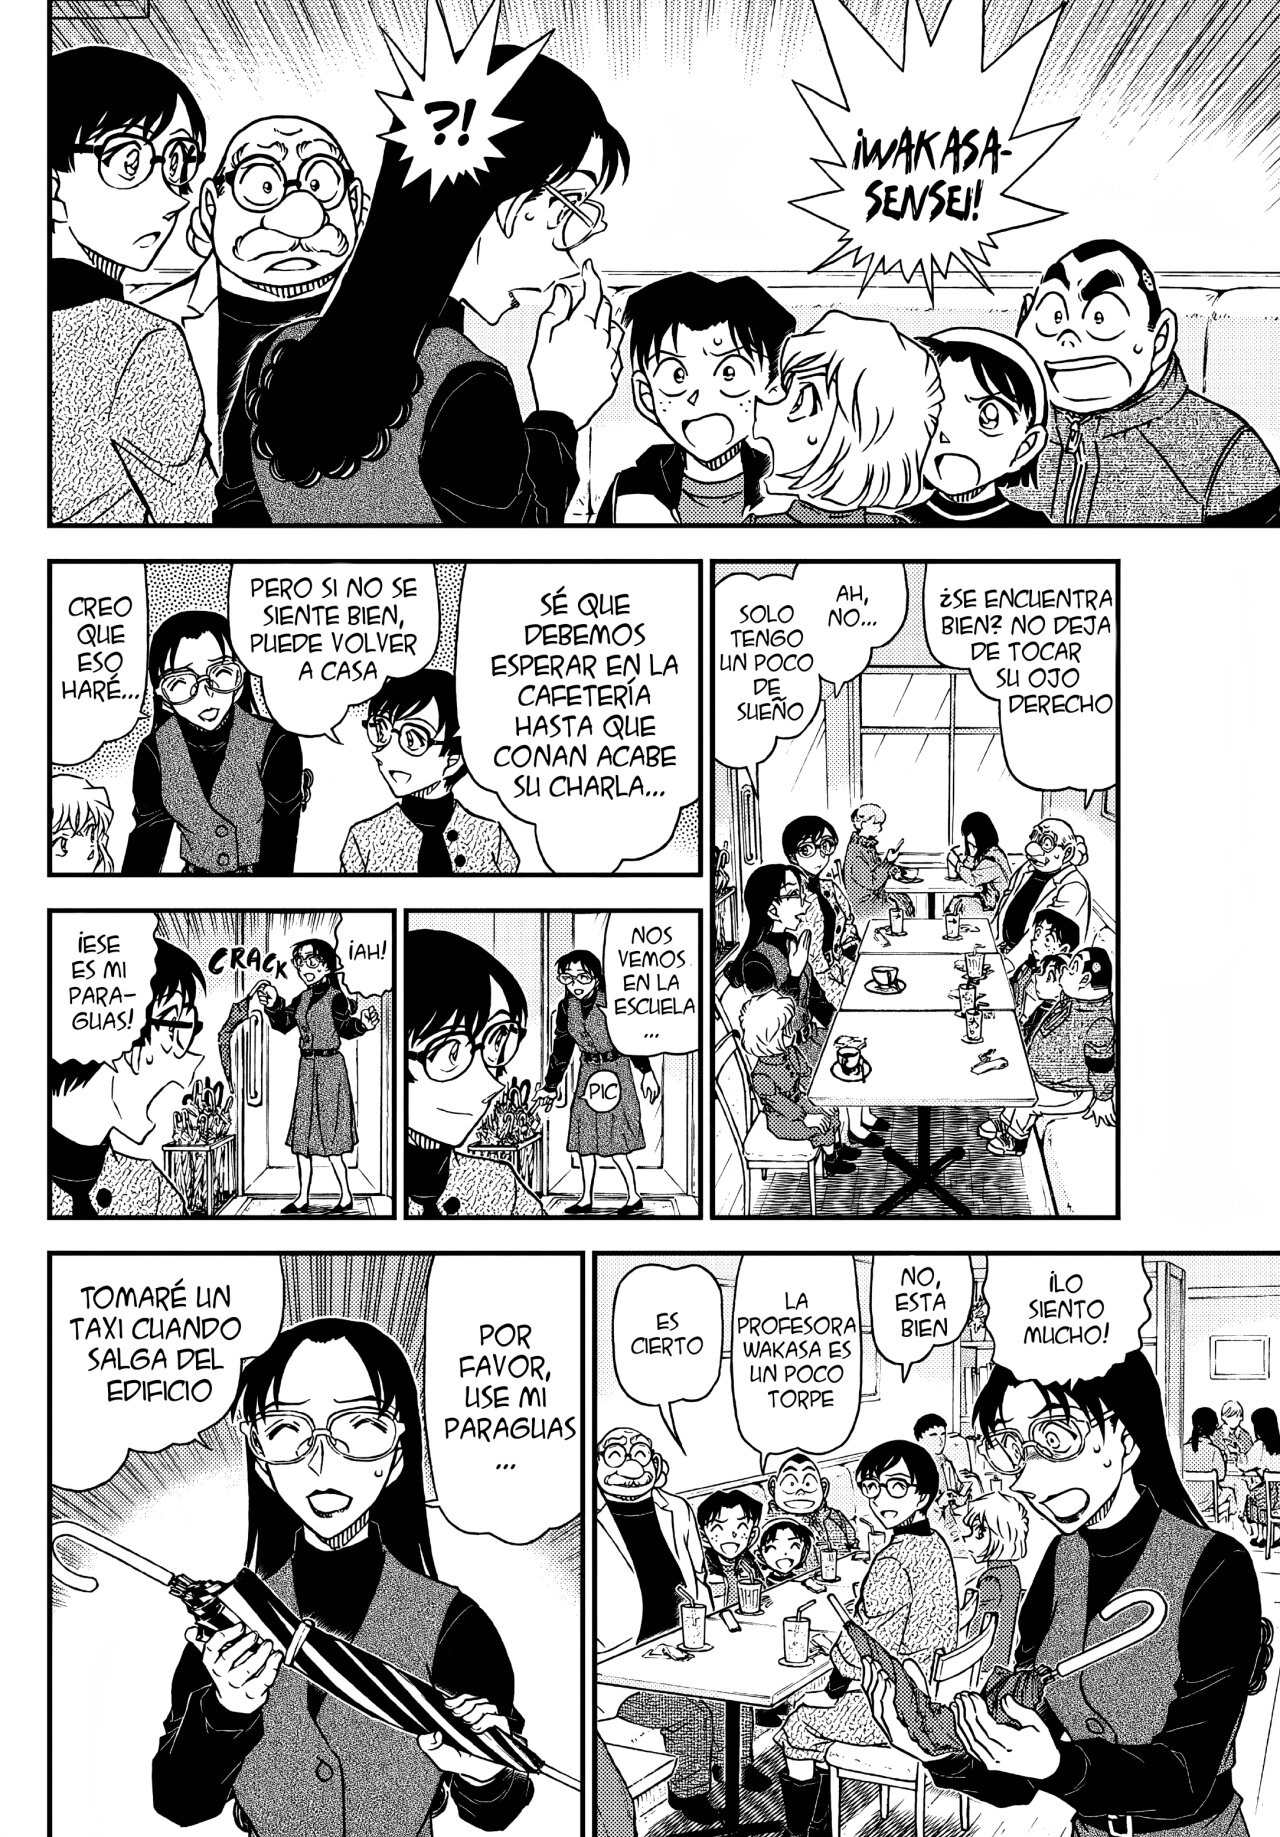 ¡WAKASA-
SENSEI!
?!
¿SE ENCUENTRA
BIEN? NO DEJA
DE TOCAR
SU OJO
DERECHO
AH,
NO...
SOLO
TENGO
UN POCO
DE
SUEÑO
SÉ QUE
DEBEMOS
ESPERAR EN LA
CAFETERÍA
HASTA QUE
CONAN ACABE
SU CHARLA...
PERO SI NO SE
SIENTE BIEN,
PUEDE VOLVER
A CASA
CREO
QUE
ESO
HARÉ...
NOS
VEMOS
EN LA
ESCUELA
...
PIC
¡AH!
CRACK
¡ESE
ES MI
PARA-
GUAS!
¡LO
SIENTO
MUCHO!
NO,
ESTA
BIEN
LA
PROFESORA
WAKASA ES
UN POCO
TORPE
ES
CIERTO
POR
FAVOR,
USE MI
PARAGUAS
...
TOMARÉ UN
TAXI CUANDO
SALGA DEL
EDIFICIO